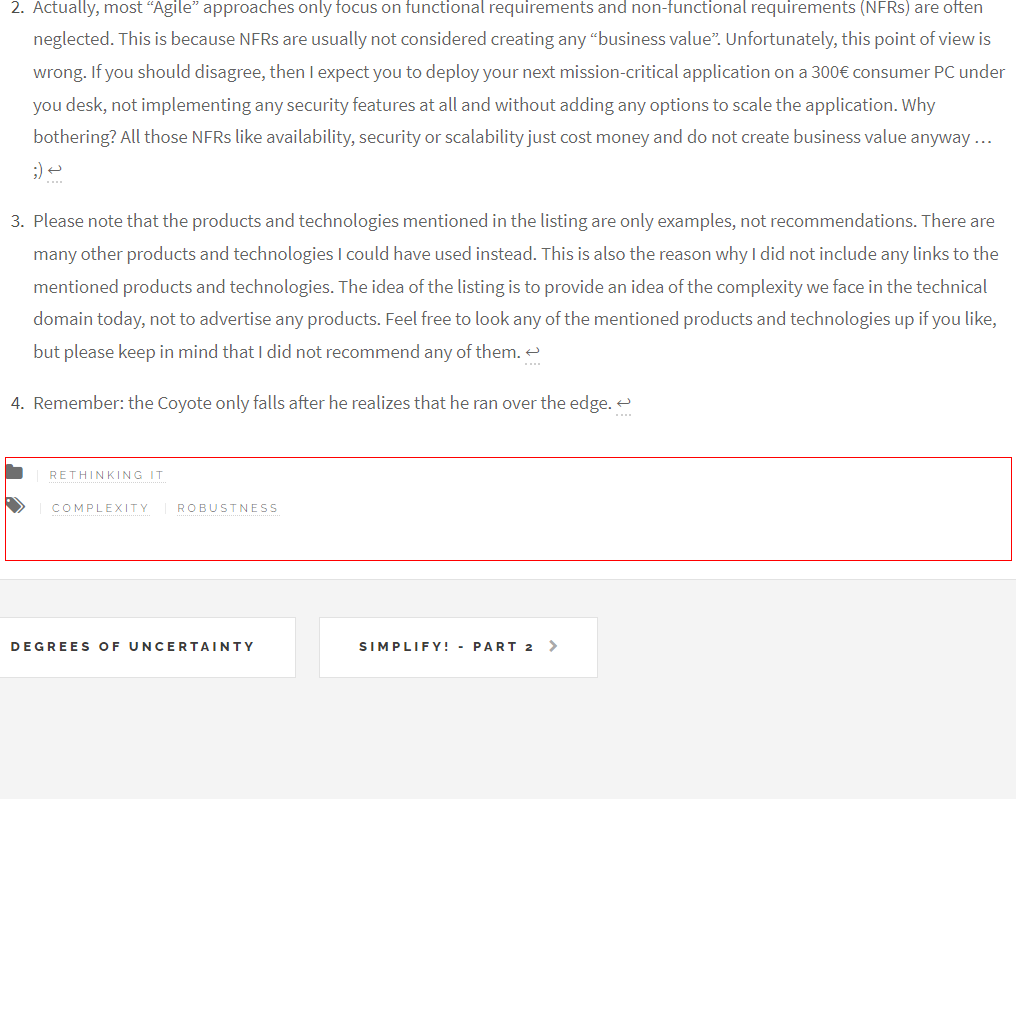 2. Actually, most “Agile” approaches only focus on functional requirements and non-functional requirements (NFRs) are often
neglected. This is because NFRs are usually not considered creating any “business value”. Unfortunately, this point of view is
wrong. If you should disagree, then I expect you to deploy your next mission-critical application on a 300€ consumer PC under
you desk, not implementing any security features at all and without adding any options to scale the application. Why
bothering? All those NFRs like availability, security or scalability just cost money and do not create business value anyway …
;) ↩
3. Please note that the products and technologies mentioned in the listing are only examples, not recommendations. There are
many other products and technologies I could have used instead. This is also the reason why I did not include any links to the
mentioned products and technologies. The idea of the listing is to provide an idea of the complexity we face in the technical
domain today, not to advertise any products. Feel free to look any of the mentioned products and technologies up if you like,
but please keep in mind that I did not recommend any of them. ↩
4. Remember: the Coyote only falls after he realizes that he ran over the edge. ↩
RETHINKING IT
COMPLEXITY ROBUSTNESS
DEGREES OF UNCERTAINTY SIMPLIFY! - PART 2